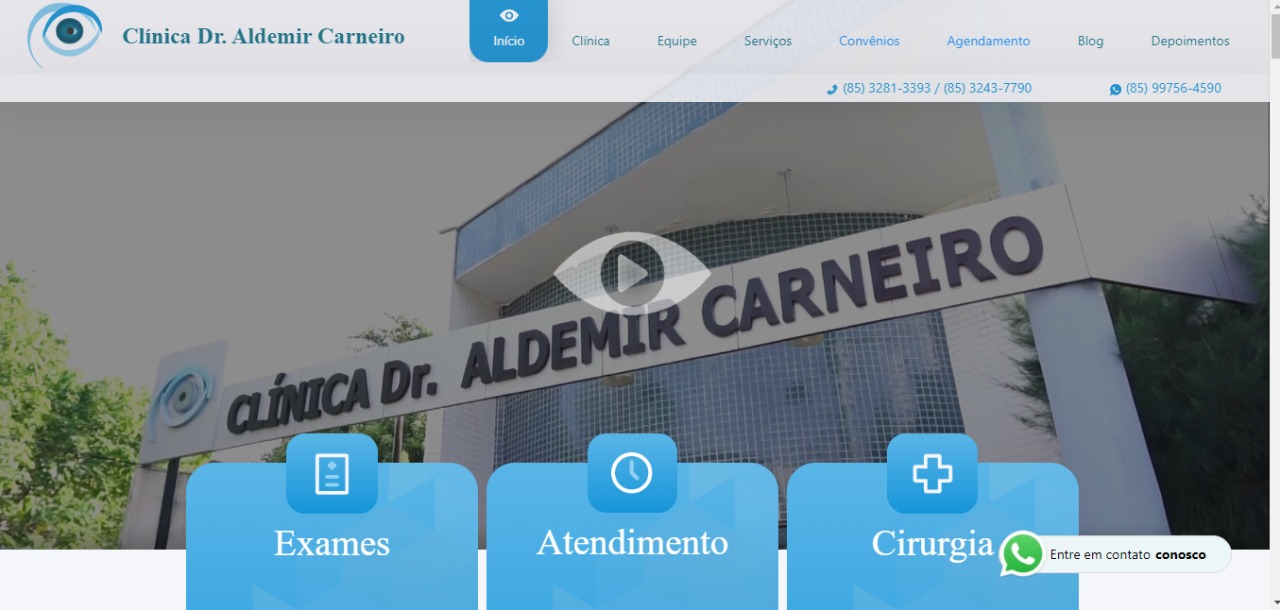 Clínica Dr. Aldemir Carneiro
Início
Clínica
Equipe
Serviços
Convênios
Agendamento
Blog
Depoimentos
(85) 3281-3393 / (85) 3243-7790
(85) 99756-4590
CLÍNICA Dr. ALDEMIR CARNEIRO
Exames
Atendimento
Cirurgia
Entre em contato conosco